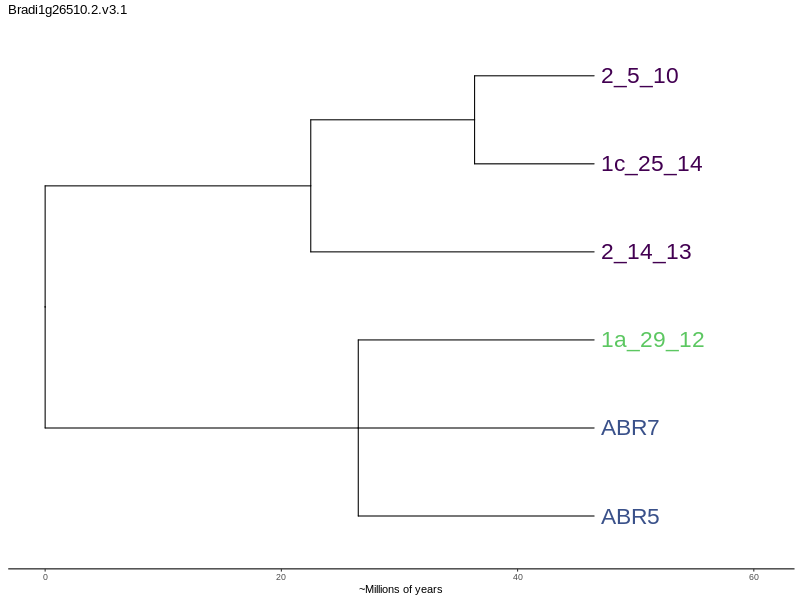 Bradi1g26510.2.v3.1
2_5_10
1c_25_14
2_14_13
1a_29_12
ABR7
ABR5
0 20 40 60
~Millions of years